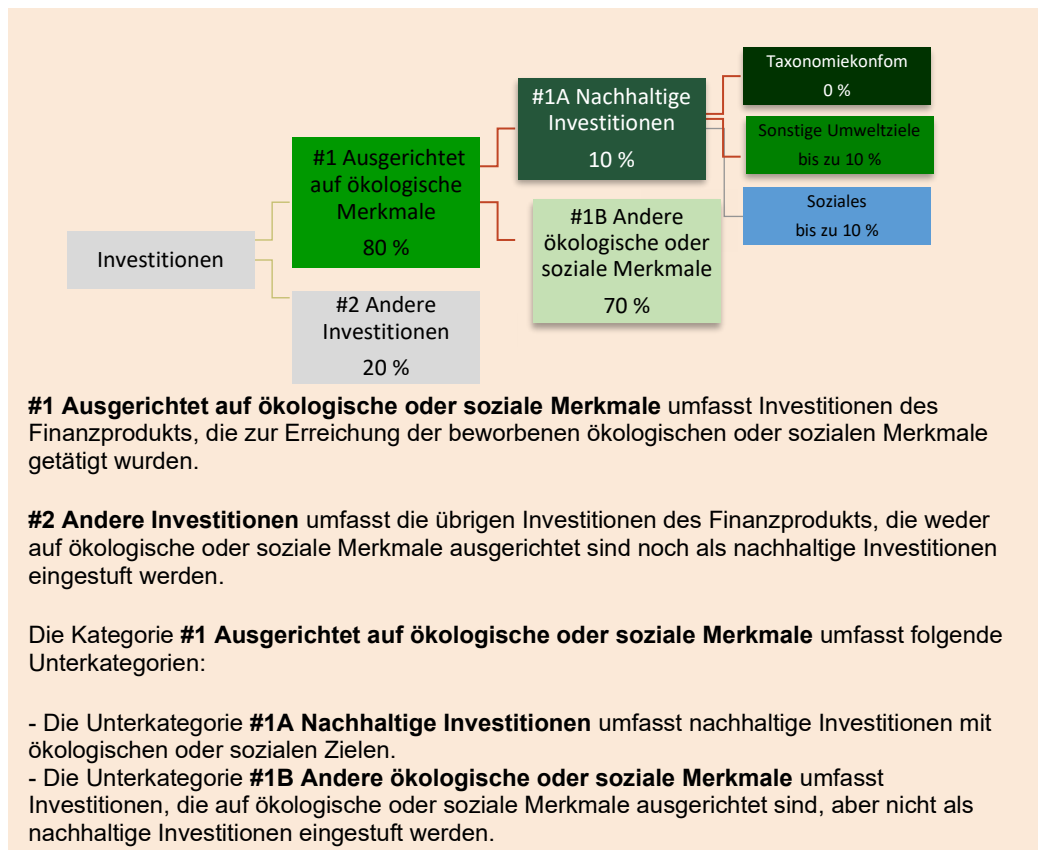 Taxonomiekonfom
0 %
#1A Nachhaltige
Investitionen
10 %
Sonstige Umweltziele
bis zu 10 %
#1 Ausgerichtet
auf ökologische
Merkmale
80 %
Soziales
bis zu 10 %
#1B Andere
ökologische oder
soziale Merkmale
70 %
Investitionen
#2 Andere
Investitionen
20 %
#1 Ausgerichtet auf ökologische oder soziale Merkmale umfasst Investitionen des
Finanzprodukts, die zur Erreichung der beworbenen ökologischen oder sozialen Merkmale
getätigt wurden.
#2 Andere Investitionen umfasst die übrigen Investitionen des Finanzprodukts, die weder
auf ökologische oder soziale Merkmale ausgerichtet sind noch als nachhaltige Investitionen
eingestuft werden.
Die Kategorie #1 Ausgerichtet auf ökologische oder soziale Merkmale umfasst folgende
Unterkategorien:
- Die Unterkategorie #1A Nachhaltige Investitionen umfasst nachhaltige Investitionen mit
ökologischen oder sozialen Zielen.
- Die Unterkategorie #1B Andere ökologische oder soziale Merkmale umfasst
Investitionen, die auf ökologische oder soziale Merkmale ausgerichtet sind, aber nicht als
nachhaltige Investitionen eingestuft werden.